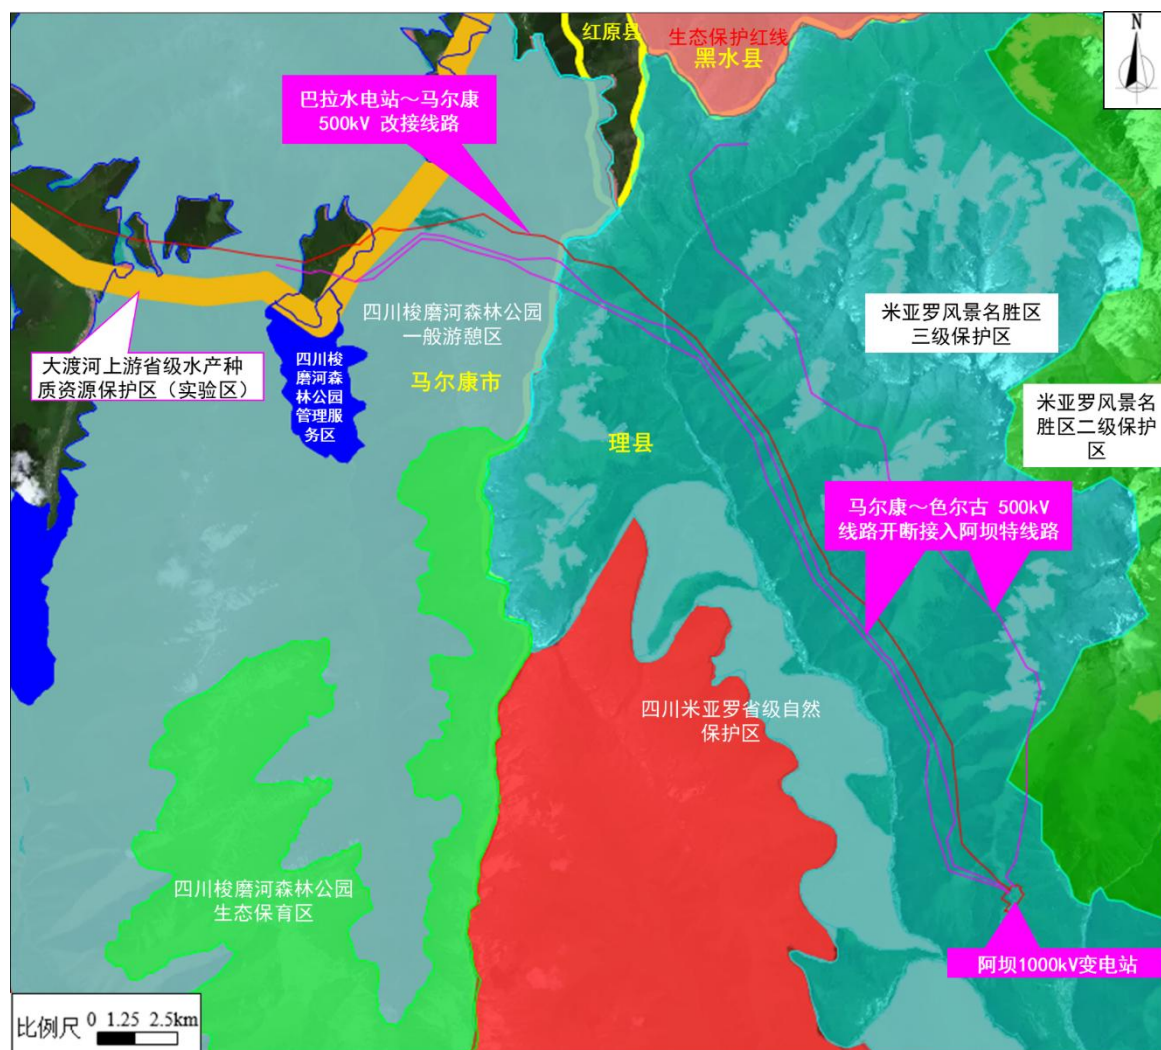 红原县
生态保护红线
黑水县
N
巴拉水电站～马尔康
500kV 改接线路
四川梭磨河森林公园
一般游憩区
米亚罗风景名胜区
三级保护区
大渡河上游省级水产种
质资源保护区（实验区）
四川梭
磨河森
林公园
管理服
务区
马尔康市
米亚罗风景名
胜区二级保护
区
理县
马尔康～色尔古 500kV
线路开断接入阿坝特线路
四川米亚罗省级自然
保护区
四川梭磨河森林公园
生态保育区
阿坝1000kV变电站
比例尺 0 1.25 2.5km